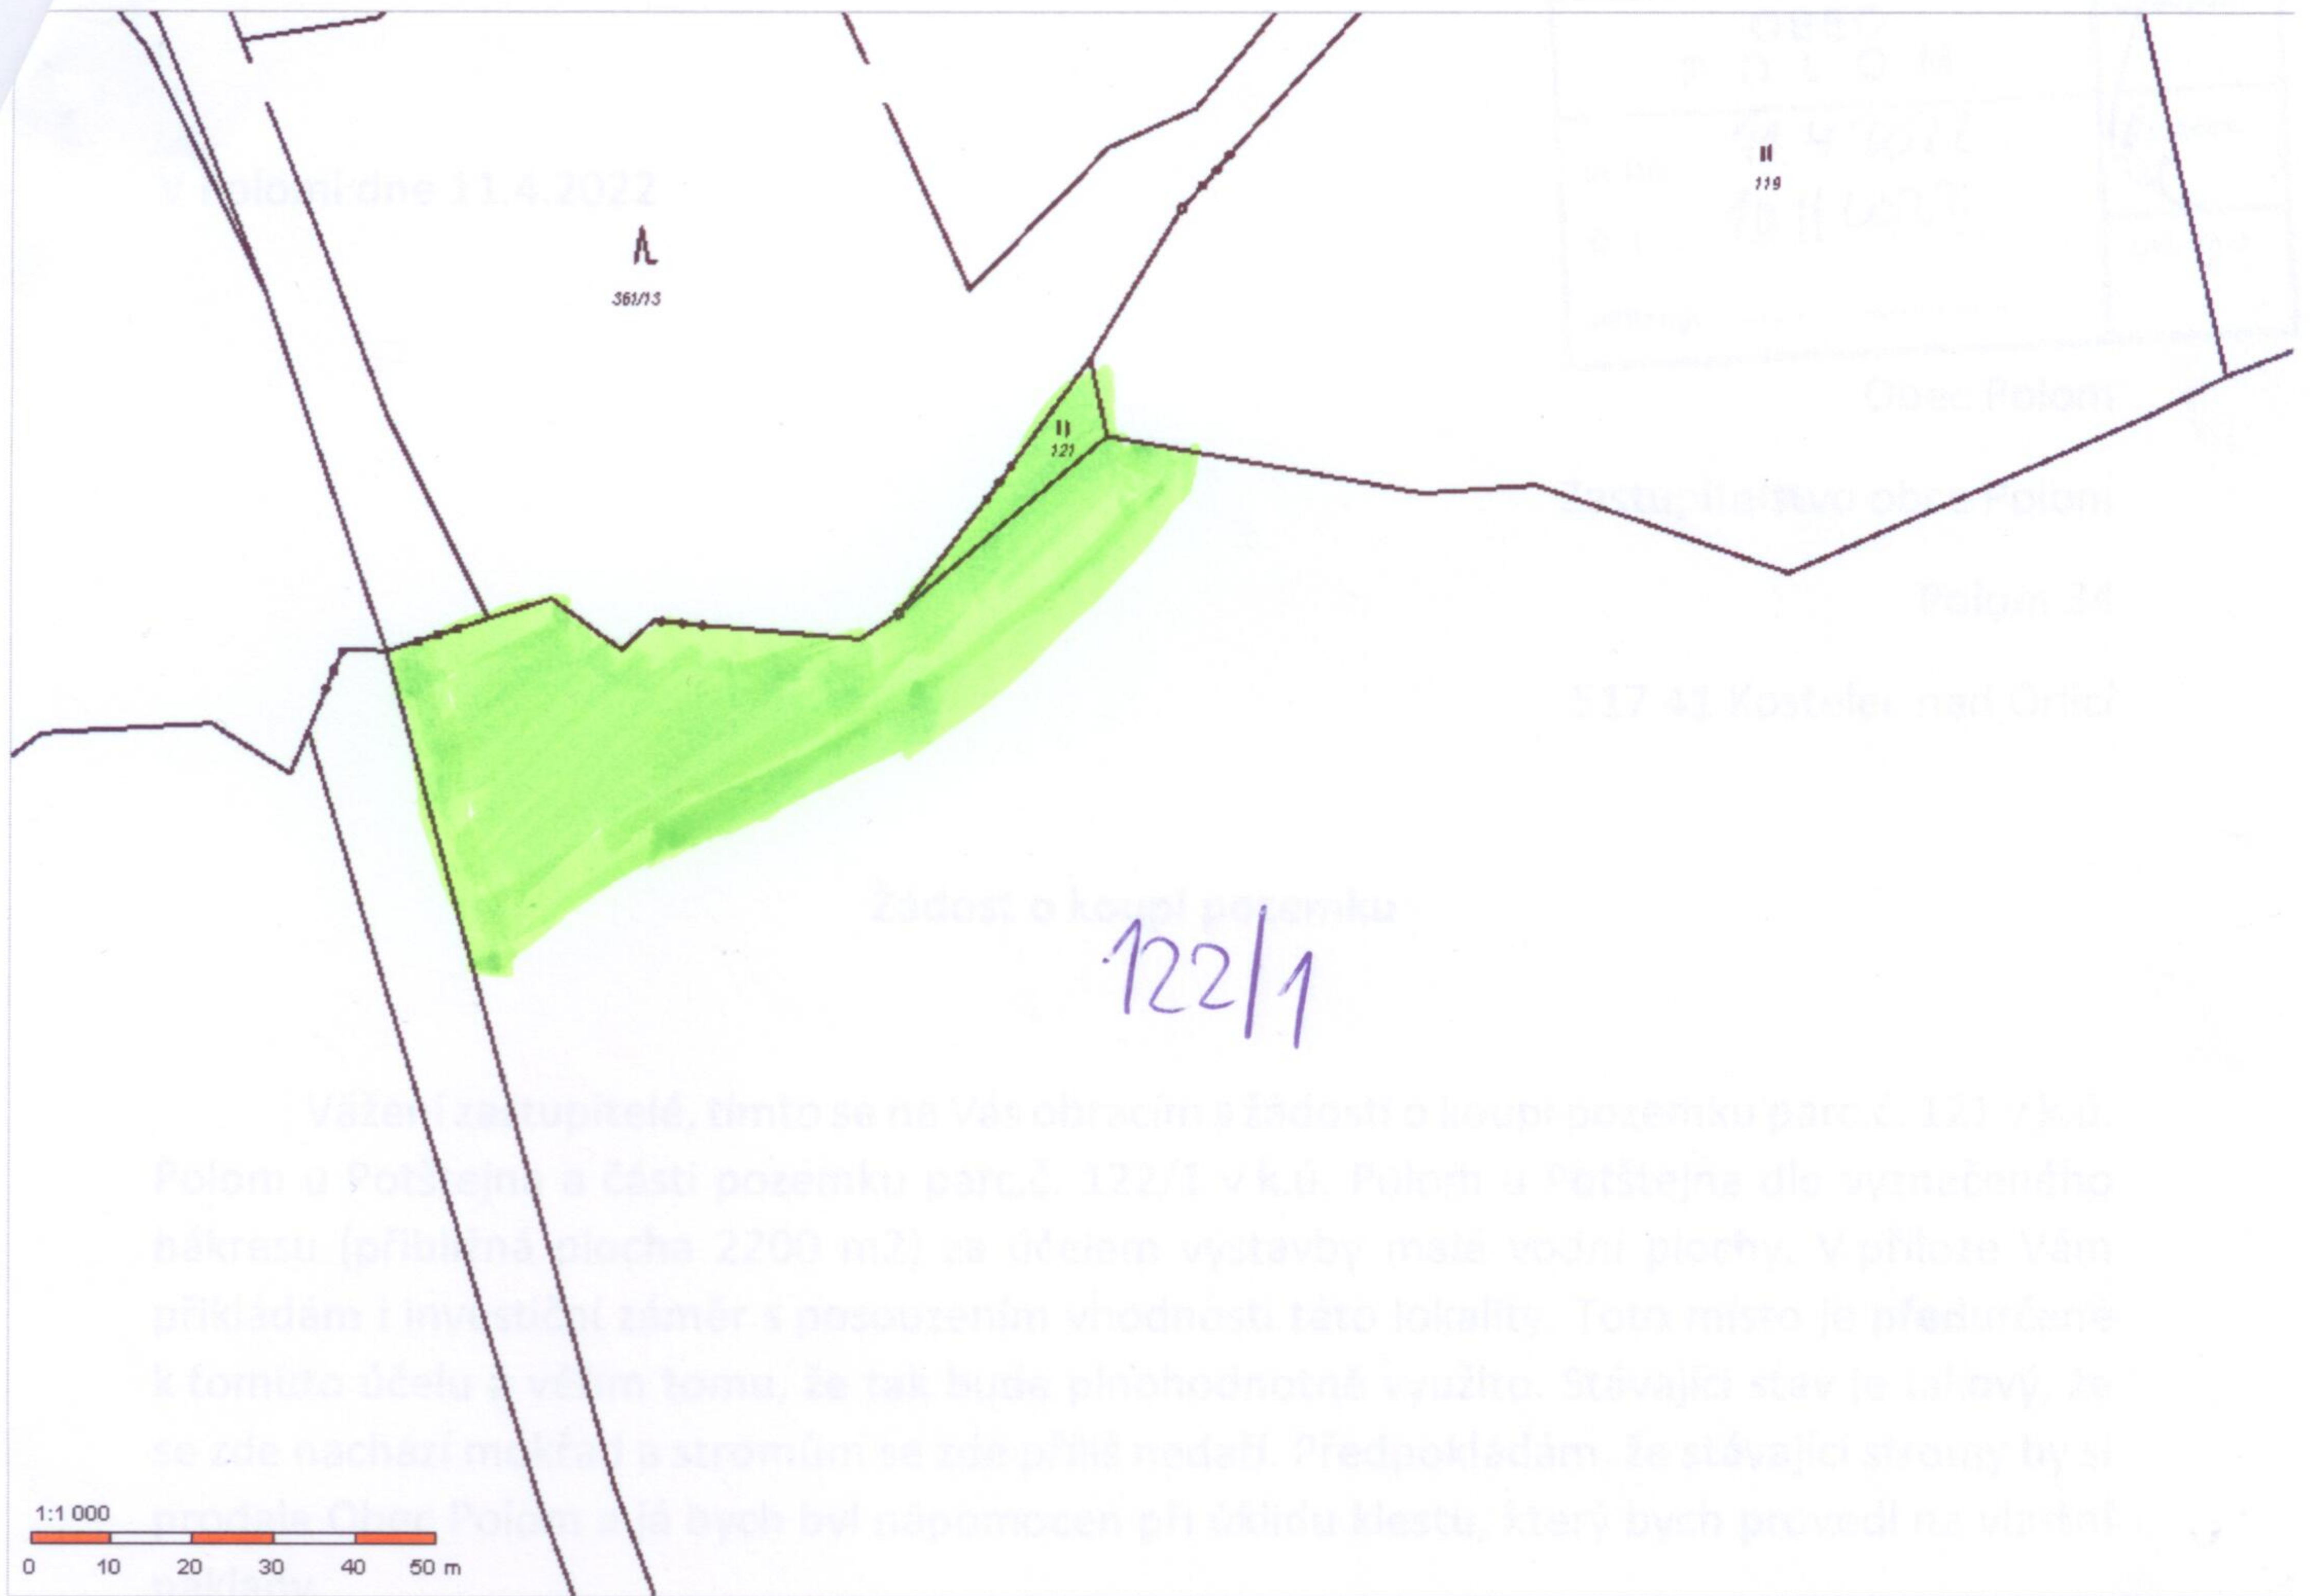 OBEC
POLOM
V Polomi dne 11.4.2022
119
361/13
Obec Polom
121
Zastupitelstvo obce Polom
Polom
517 41 Kostelec nad Orlicí
Žádost o koupi pozemku
122/1
Vážení zastupitelé, tímto se na Vás obracím s žádostí o koupi pozemku parc.č. 121 v k.ú.
Polom u Potštejna a části pozemku parc.č. 122/1 v k.ú. Polom u Potštejna dle vyznačeného
nákresu (přibližná plocha 2200 m2) za účelem výstavby malé vodní plochy. V příloze Vám
přikládám i investiční záměr s posouzením vhodnosti této lokality. Toto místo je předurčené
k tomuto účelu a věřím tomu, že tak bude plnohodnotně využito. Stávající stav je takový, že
se zde nachází mokřad a stromům se zde příliš nedaří. Předpokládám, že stávající stromy by si
1:1 000
prodala Obec Polom a já bych byl nápomocen při úklidu klestu, který bych provedl na vlastní
0 10 20 30 40 50 m
náklady.